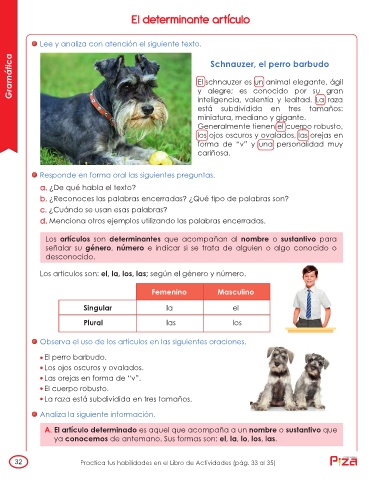 El determinante artículo
Gramática
Lee y analiza con atención el siguiente texto.
Schnauzer, el perro barbudo
El schnauzer es un animal elegante, ágil
y alegre; es conocido por su gran
inteligencia, valentía y lealtad. La raza
está subdividida en tres tamaños:
miniatura, mediano y gigante.
Generalmente tienen el cuerpo robusto,
los ojos oscuros y ovalados, las orejas en
forma de "v" y una personalidad muy
cariñosa.
Responde en forma oral las siguientes preguntas.
a. ¿De qué habla el texto?
b. ¿Reconoces las palabras encerradas? ¿Qué tipo de palabras son?
c. ¿Cuándo se usan esas palabras?
d. Menciona otros ejemplos utilizando las palabras encerradas.
Los artículos son determinantes que acompañan al nombre o sustantivo para
señalar su género, número e indicar si se trata de alguien o algo conocido o
desconocido.
Los artículos son: el, la, los, las; según el género y número.
Femenino Masculino
Singular la el
Plural las los
Observa el uso de los artículos en las siguientes oraciones.
• El perro barbudo.
• Los ojos oscuros y ovalados.
• Las orejas en forma de "v".
• El cuerpo robusto.
• La raza está subdividida en tres tamaños.
Analiza la siguiente información.
A. El artículo determinado es aquel que acompaña a un nombre o sustantivo que
ya conocemos de antemano. Sus formas son: el, la, lo, los, las.
32 Practica tus habilidades en el Libro de Actividades (pág. 33 al 35)